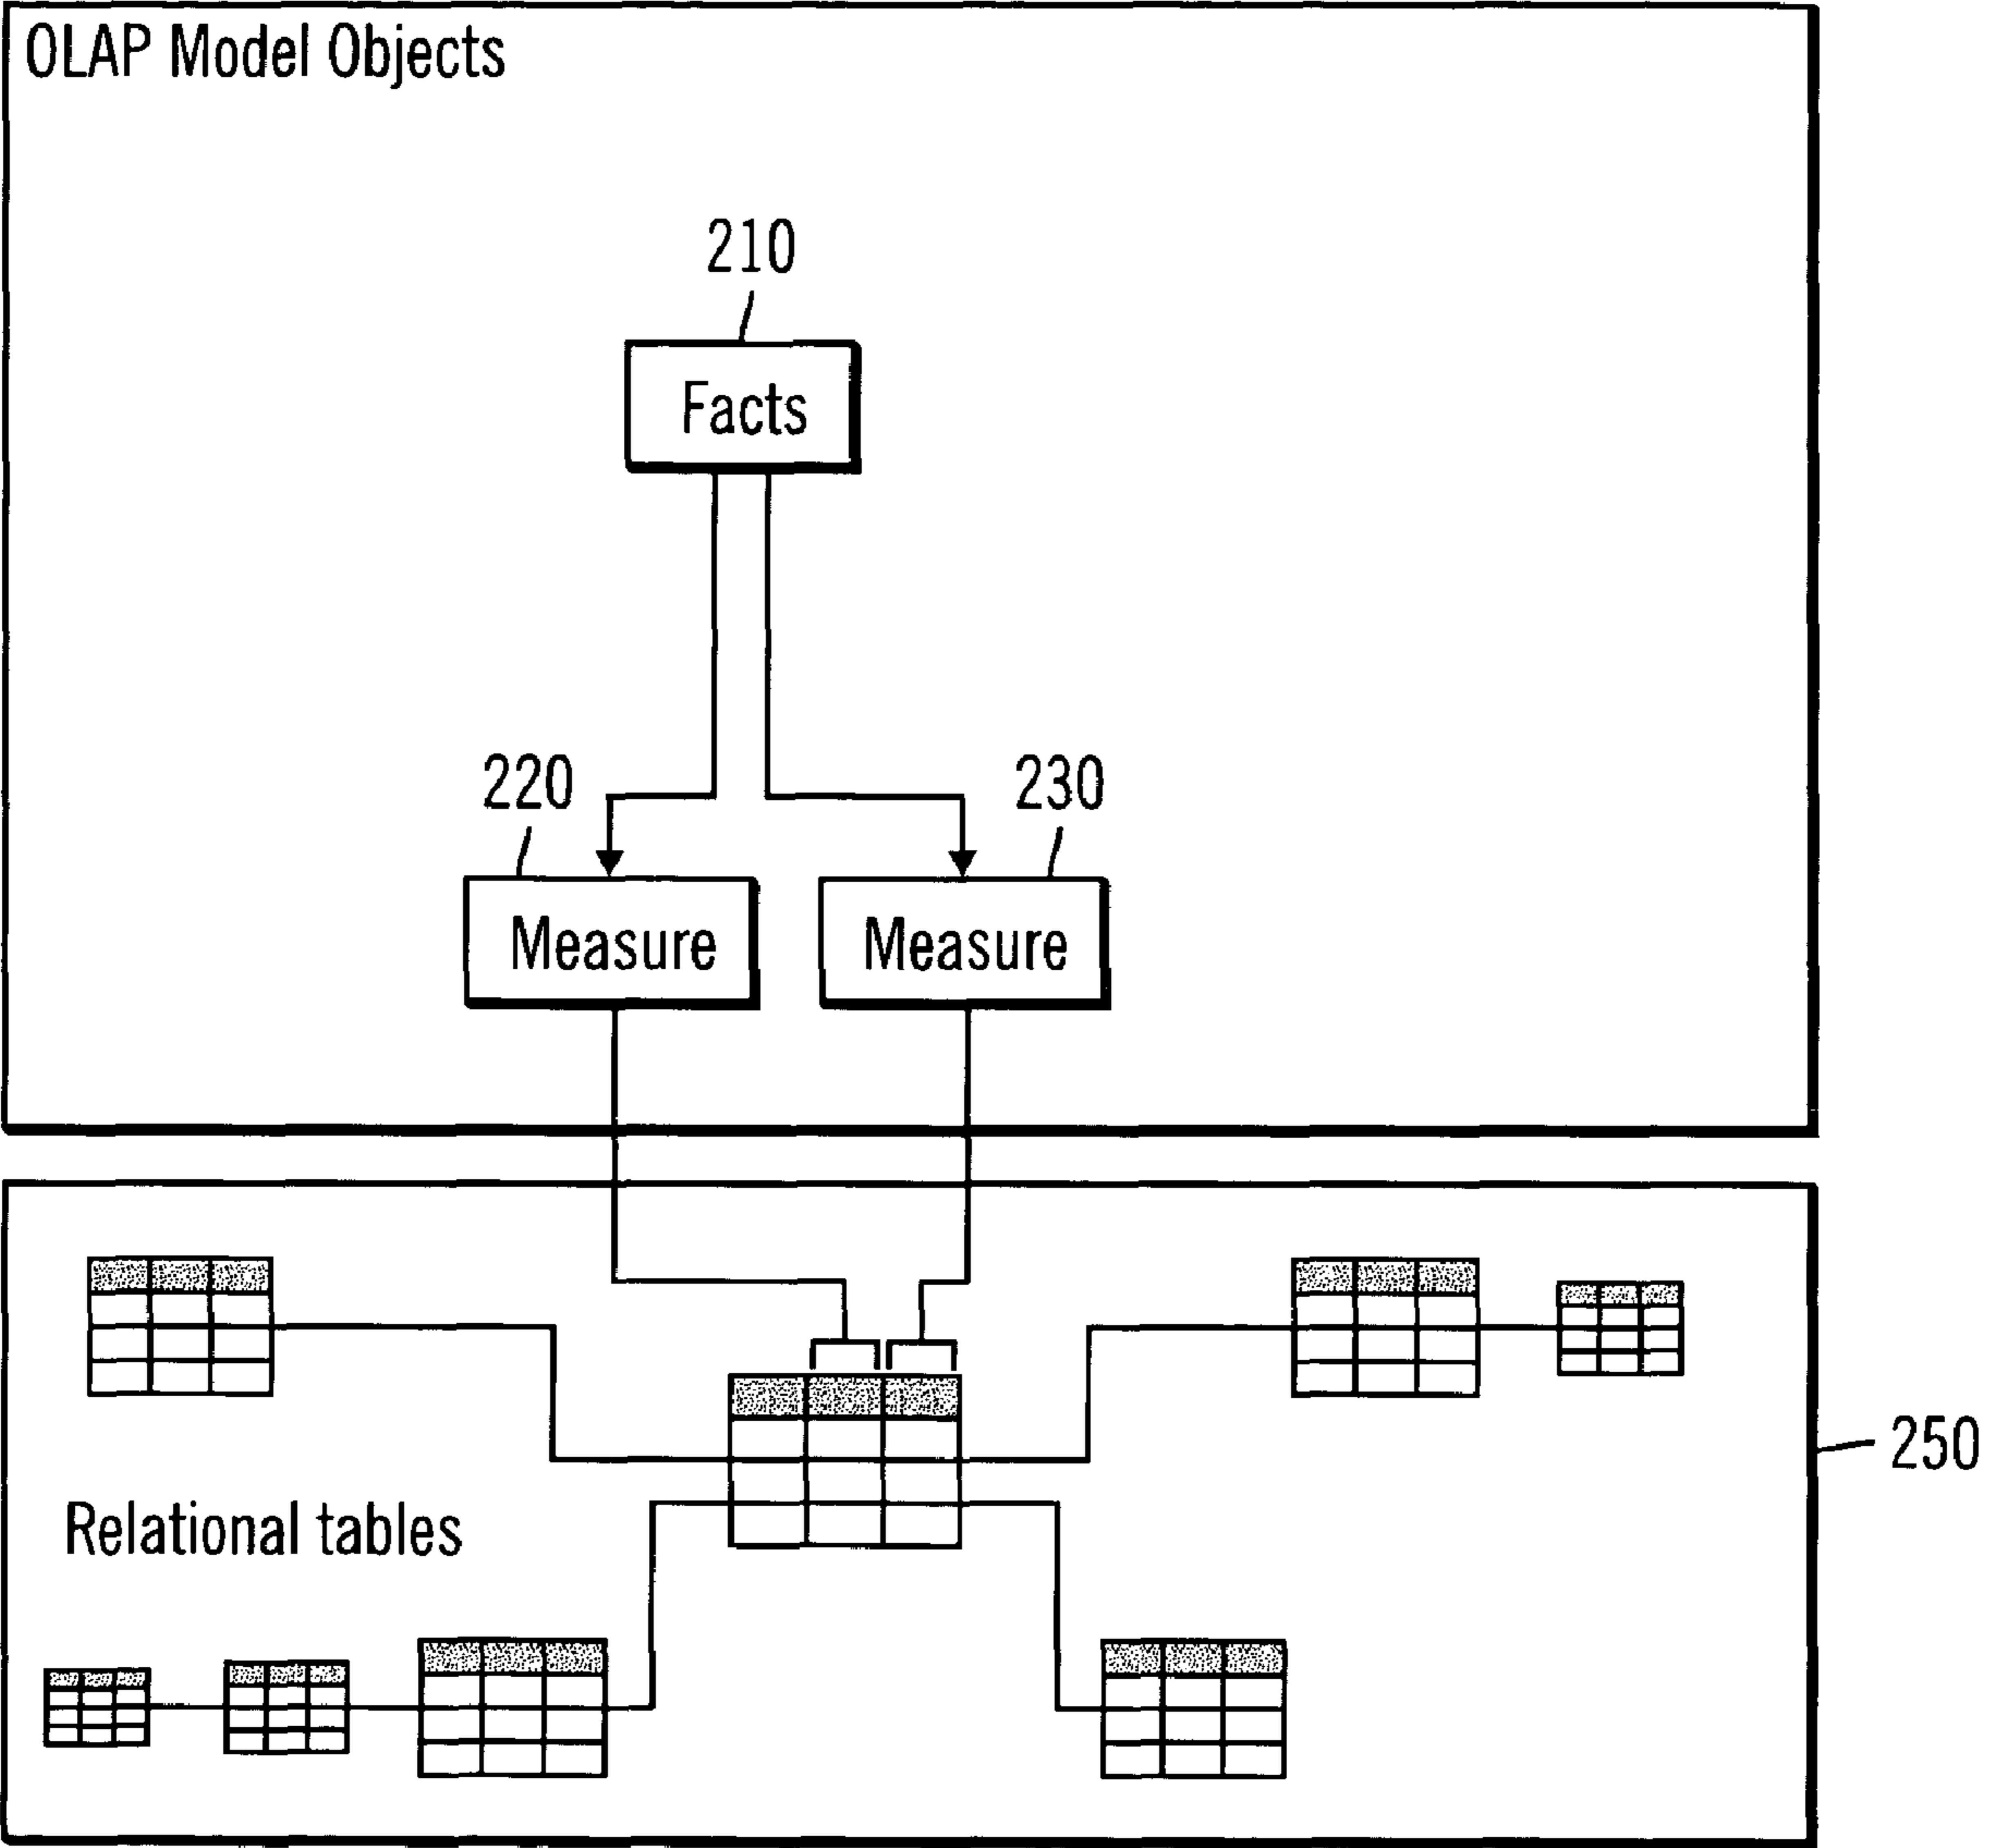 OLAP Model Objects
210
Facts
220
230
Measure
Measure
250
Relational tables